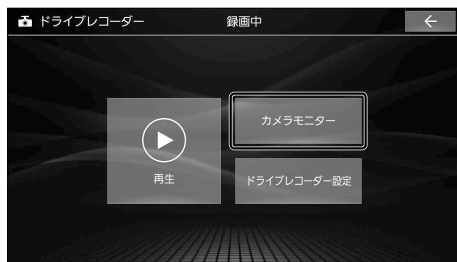 ドライブレコーダー
録画中
カメラモニター
再生
ドライブレコーダー設定